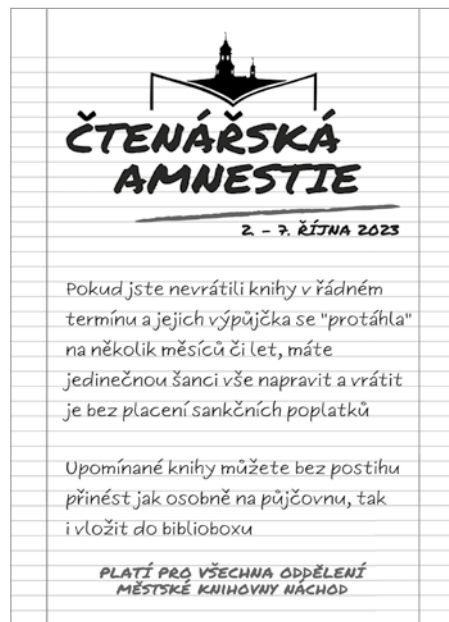 ČTENÁŘSKÁ
AMNESTIE
2. - 7. ŘÍJNA 2023
Pokud jste nevrátili knihy v řádném
termínu a jejich výpůjčka se "protáhla"
na několik měsíců či let, máte
jedinečnou šanci vše napravit a vrátit
je bez placení sankčních poplatků
Upomínané knihy můžete bez postihu
přinést jak osobně na půjčovnu, tak
i vložit do biblioboxu
PLATÍ PRO VŠECHNA ODDĚLENÍ
MĚSTSKÉ KNIHOVNY NÁCHOD